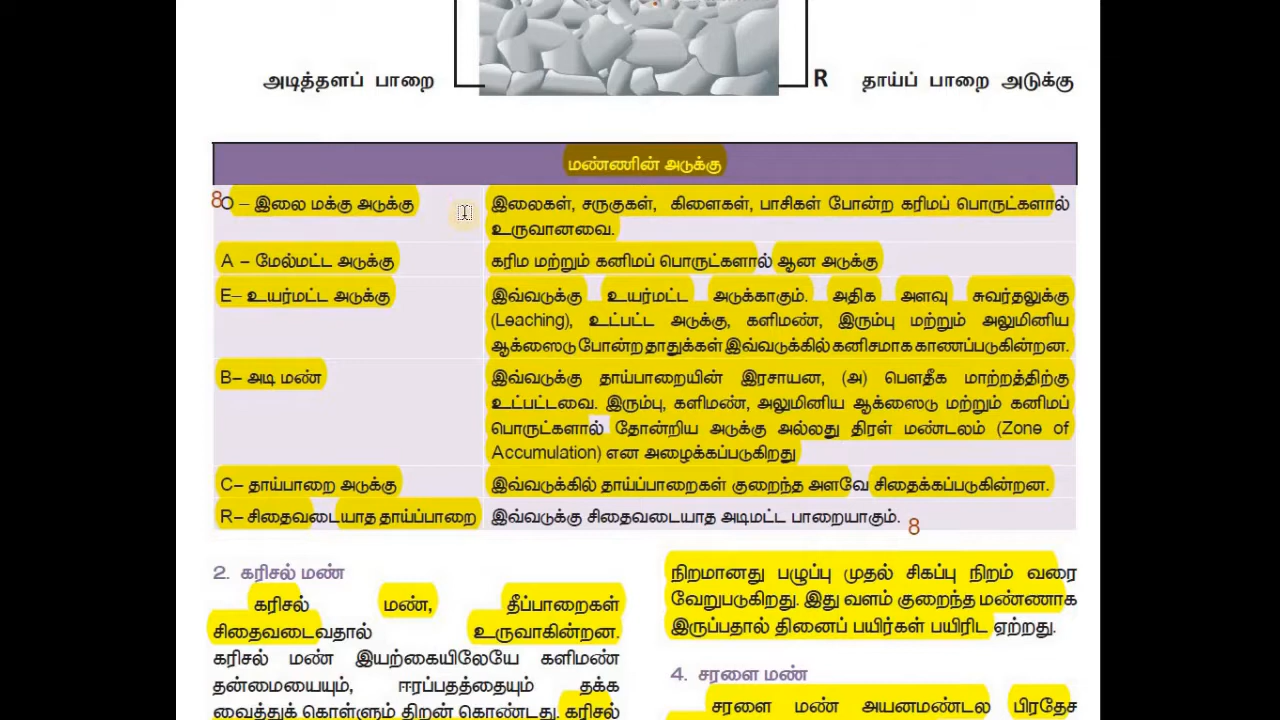 அடித்தளப் பாறை
R தாய்ப் பாறை அடுக்கு
மண்ணின் அடுக்கு
8
O – இலை மக்கு அடுக்கு
இலைகள், சருகுகள், கிளைகள், பாசிகள் போன்ற கரிமப் பொருட்களால்
உருவானவை.
A – மேல்மட்ட அடுக்கு
கரிம மற்றும் கனிமப் பொருட்களால் ஆன அடுக்கு
E– உயர்மட்ட அடுக்கு
இவ்வடுக்கு உயர்மட்ட அடுக்காகும். அதிக அளவு சுவர்தலுக்கு
(Leaching), உட்பட்ட அடுக்கு, களிமண், இரும்பு மற்றும் அலுமினிய
ஆக்ஸைடு போன்ற தாதுக்கள் இவ்வடுக்கில் கனிசமாக காணப்படுகின்றன.
B– அடி மண்
இவ்வடுக்கு தாய்பாறையின் இரசாயன, (அ) பௌதீக மாற்றத்திற்கு
உட்பட்டவை. இரும்பு, களிமண், அலுமினிய ஆக்ஸைடு மற்றும் கனிமப்
பொருட்களால் தோன்றிய அடுக்கு அல்லது திரள் மண்டலம் (Zone of
Accumulation) என அழைக்கப்படுகிறது
C– தாய்பாறை அடுக்கு
இவ்வடுக்கில் தாய்ப்பாறைகள் குறைந்த அளவே சிதைக்கப்படுகின்றன.
R– சிதைவடையாத தாய்ப்பாறை
இவ்வடுக்கு சிதைவடையாத அடிமட்ட பாறையாகும்.
8
2. கரிசல் மண்
கரிசல் மண், தீப்பாறைகள்
சிதைவடைவதால் உருவாகின்றன.
கரிசல் மண் இயற்கையிலேயே களிமண்
தன்மையையும், ஈரப்பதத்தையும் தக்க
வைத்துக் கொள்ளும் திறன் கொண்டது. கரிசல்
நிறமானது பழுப்பு முதல் சிகப்பு நிறம் வரை
வேறுபடுகிறது. இது வளம் குறைந்த மண்ணாக
இருப்பதால் தினைப் பயிர்கள் பயிரிட ஏற்றது.
4. சரளை மண்
சரளை மண் அயனமண்டல பிரதேச